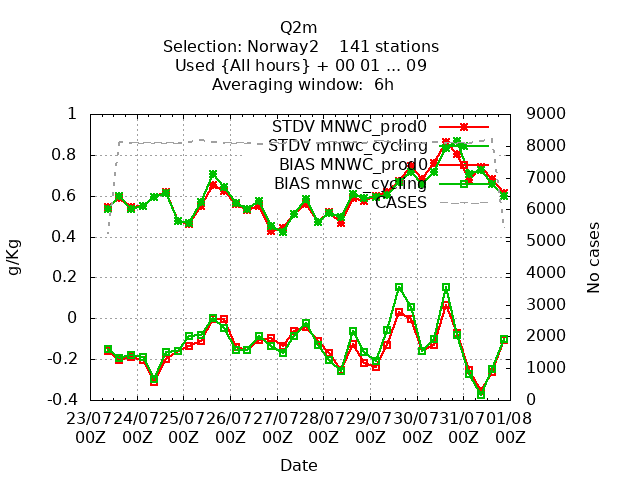 Q2m
Selection: Norway2    141 stations
Used {All hours} + 00 01 ... 09
Averaging window:  6h
1
0.8
0.6
0.4
0.2
0
-0.2
-0.4
g/Kg
9000
8000
7000
6000
5000
4000
3000
2000
1000
0
No cases
STDV MNWC_prod0
STDV mnwc_cycling
BIAS MNWC_prod0
BIAS mnwc_cycling
CASES
23/07 24/07 25/07 26/07 27/07 28/07 29/07 30/07 31/07 01/08
00Z 00Z 00Z 00Z 00Z 00Z 00Z 00Z 00Z 00Z
Date